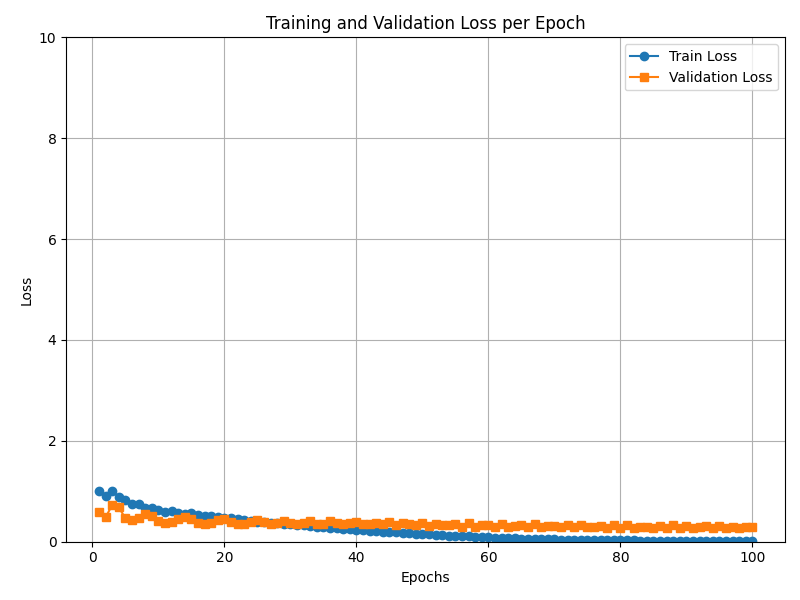 Training and Validation Loss per Epoch
Train Loss
Validation Loss
10
8
6
4
2
0
Loss
0 20 40 60 80 100
Epochs